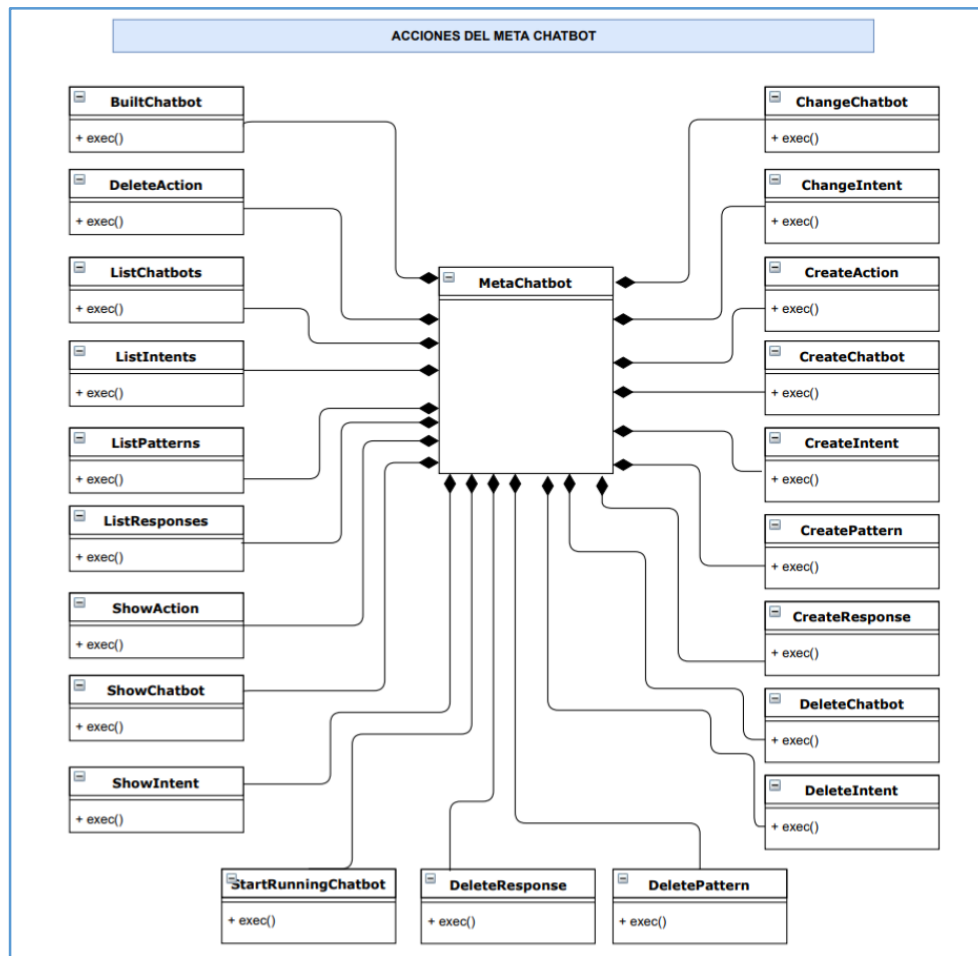 ACCIONES DEL META CHATBOT
BuiltChatbot
+ exec()
DeleteAction
+ exec()
ListChatbots
+ exec()
ListIntents
+ exec()
ListPatterns
+ exec()
ListResponses
+ exec()
ShowAction
+ exec()
ShowChatbot
+ exec()
ShowIntent
+ exec()
MetaChatbot
ChangeChatbot
+ exec()
ChangeIntent
+ exec()
CreateAction
+ exec()
CreateChatbot
+ exec()
CreateIntent
+ exec()
CreatePattern
+ exec()
CreateResponse
+ exec()
DeleteChatbot
+ exec()
DeleteIntent
+ exec()
StartRunningChatbot
+ exec()
DeleteResponse
+ exec()
DeletePattern
+ exec()